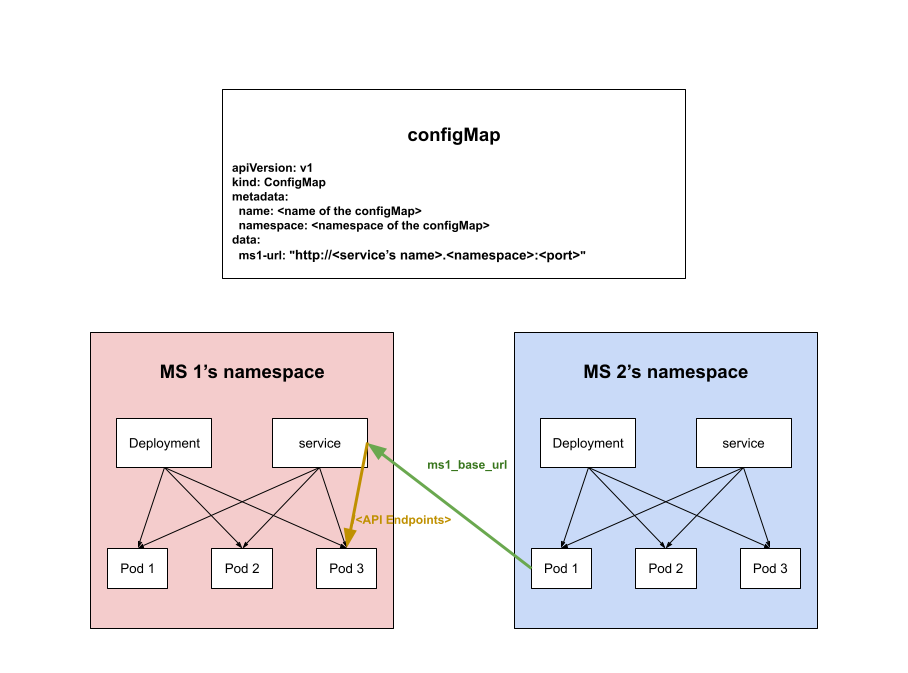 configMap
apiVersion: v1
kind: ConfigMap
metadata:
  name: <name of the configMap>
  namespace: <namespace of the configMap>
data:
  ms1-url: "http://<service’s name>.<namespace>:<port>"
MS 1’s namespace
Deployment
service
<API Endpoints>
Pod 1
Pod 2
Pod 3
ms1_base_url
MS 2’s namespace
Deployment
service
Pod 1
Pod 2
Pod 3